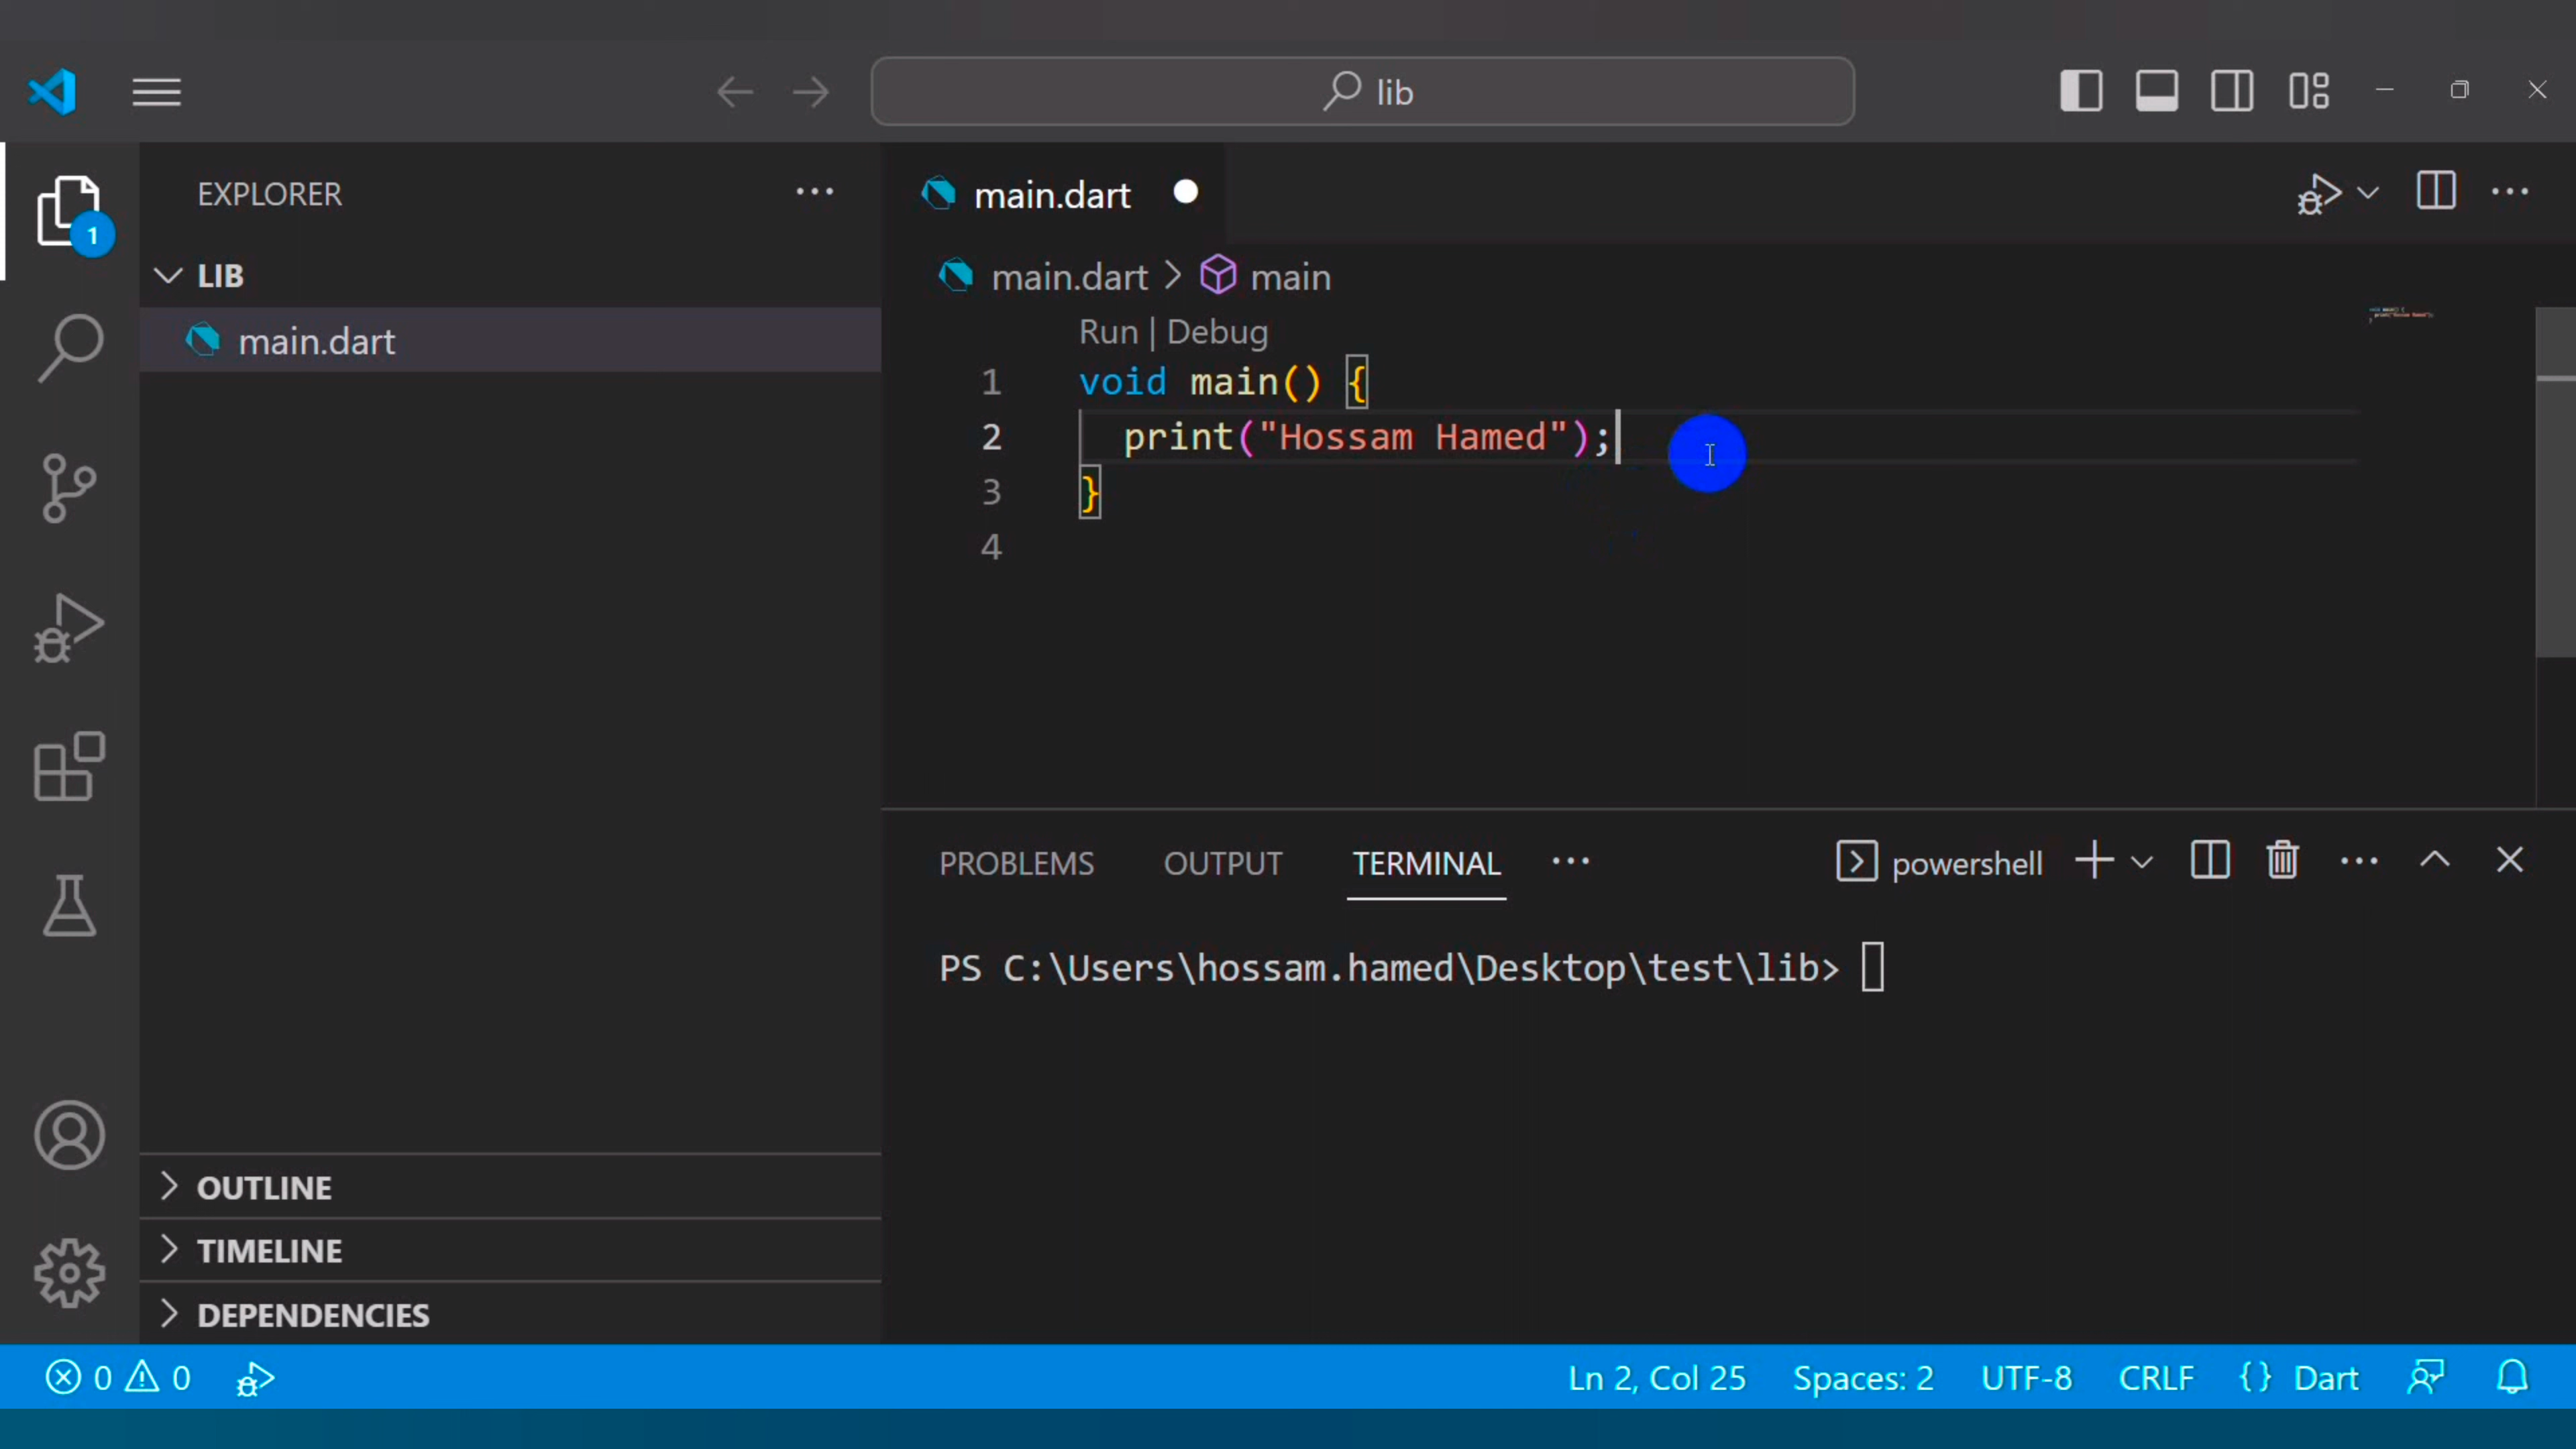 lib
EXPLORER
1
LIB
main.dart
main.dart
main.dart > main
Run | Debug
1 void main() {
2 print("Hossam Hamed");
3 }
4
PROBLEMS OUTPUT TERMINAL powershell
PS C:\Users\hossam.hamed\Desktop\test\lib>
OUTLINE
TIMELINE
DEPENDENCIES
0 0 Ln 2, Col 25 Spaces: 2 UTF-8 CRLF {} Dart